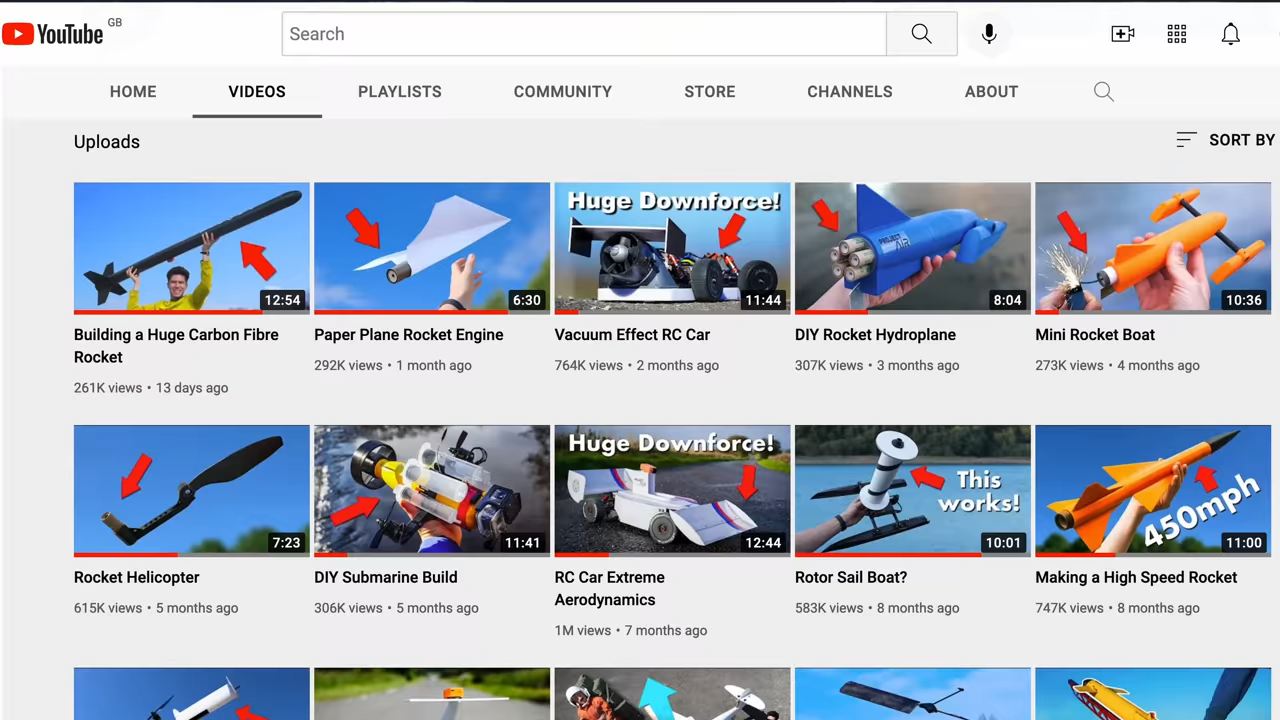 YouTube GB
Search
HOME VIDEOS PLAYLISTS COMMUNITY STORE CHANNELS ABOUT
Uploads
SORT BY
12:54
6:30
Huge Downforce!
11:44
PROJECT AIR
8:04
10:36
Building a Huge Carbon Fibre Rocket
261K views • 13 days ago
Paper Plane Rocket Engine
292K views • 1 month ago
Vacuum Effect RC Car
764K views • 2 months ago
DIY Rocket Hydroplane
307K views • 3 months ago
Mini Rocket Boat
273K views • 4 months ago
7:23
11:41
Huge Downforce!
12:44
This works!
10:01
450mph
11:00
Rocket Helicopter
615K views • 5 months ago
DIY Submarine Build
306K views • 5 months ago
RC Car Extreme Aerodynamics
1M views • 7 months ago
Rotor Sail Boat?
583K views • 8 months ago
Making a High Speed Rocket
747K views • 8 months ago